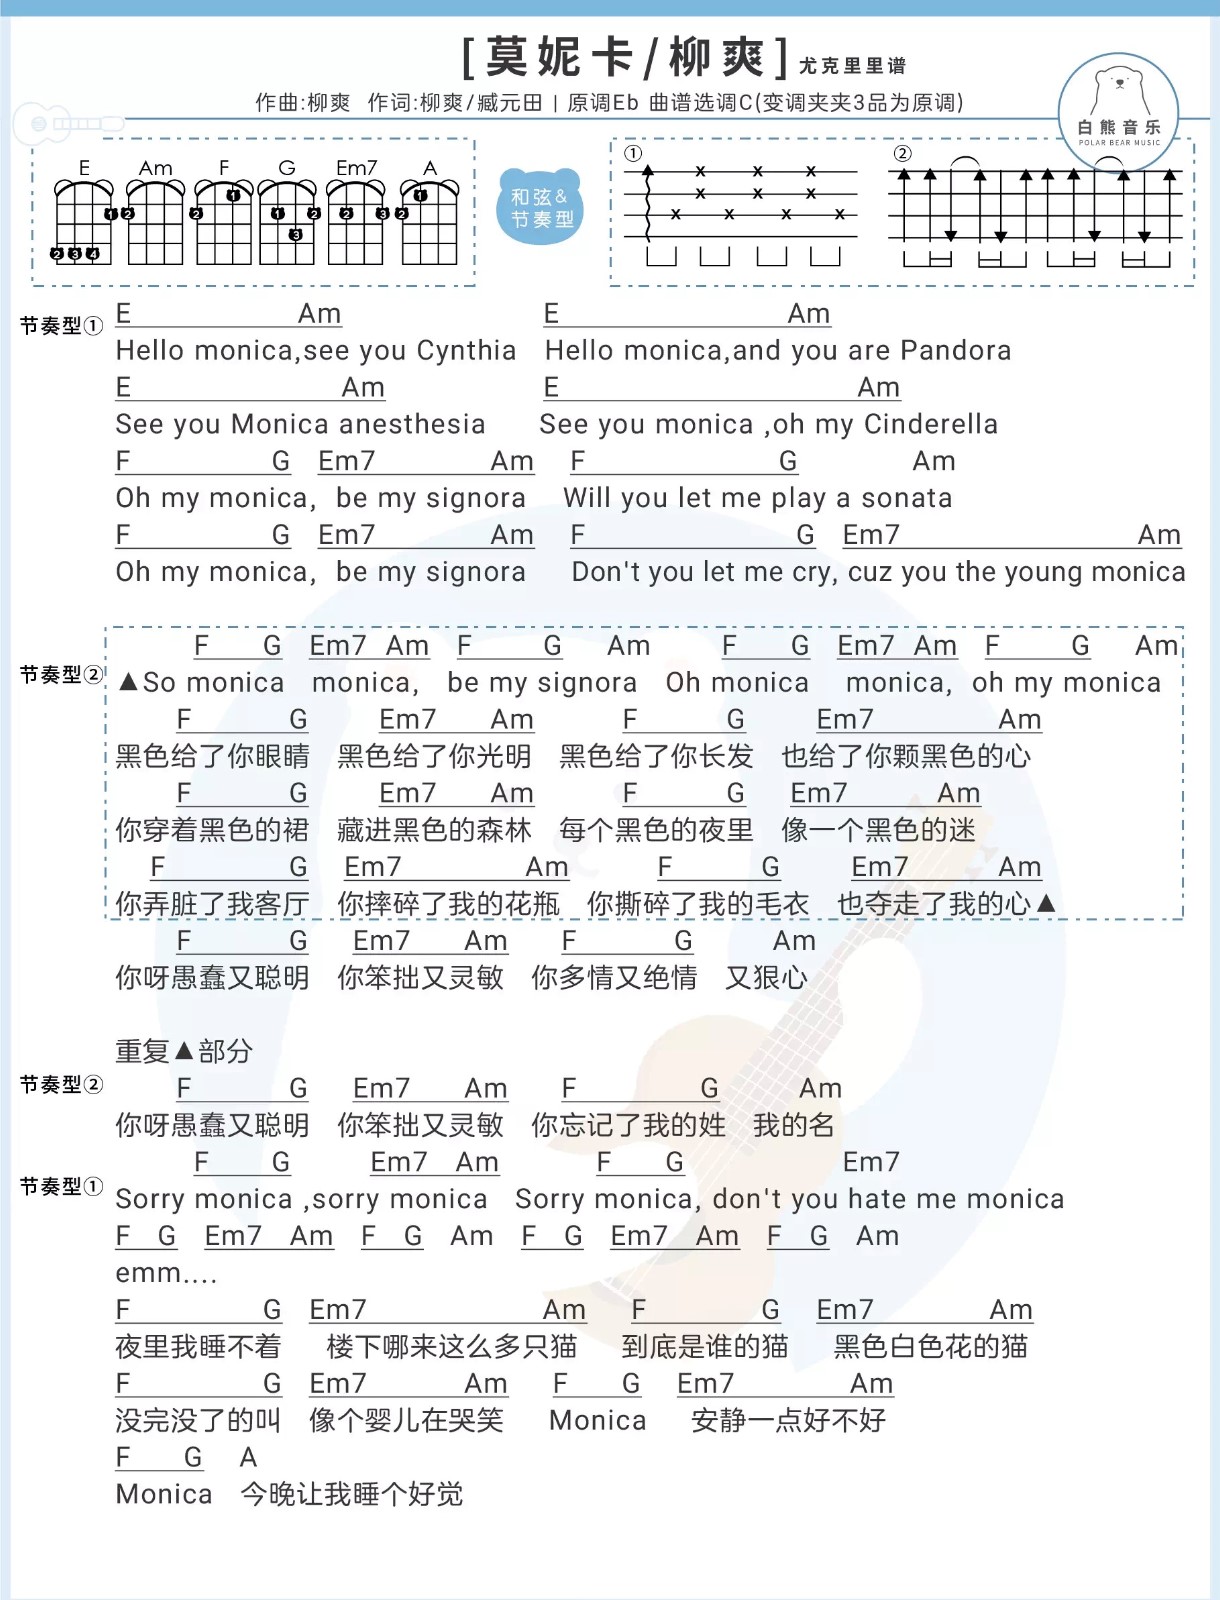 [莫妮卡/柳爽]尤克里里谱
作曲:柳爽 作词:柳爽/臧元田 | 原调Eb 曲谱选调C(变调夹夹3品为原调)
白熊音乐
POLAR BEAR MUSIC
E Am F G Em7 A
1 2 3 4 2 1 2 1 2 3 2 3 1 2
和弦&
节奏型
① ②
x x x
x x x
x x x x
节奏型①
E Am E Am
Hello monica,see you Cynthia Hello monica,and you are Pandora
E Am E Am
See you Monica anesthesia See you monica ,oh my Cinderella
F G Em7 Am F G Am
Oh my monica, be my signora Will you let me play a sonata
F G Em7 Am F G Em7 Am
Oh my monica, be my signora Don't you let me cry, cuz you the young monica
节奏型②
F G Em7 Am F G Am F G Em7 Am F G Am
▲So monica monica, be my signora Oh monica monica, oh my monica
F G Em7 Am F G Em7 Am
黑色给了你眼睛 黑色给了你光明 黑色给了你长发 也给了你颗黑色的心
F G Em7 Am F G Em7 Am
你穿着黑色的裙 藏进黑色的森林 每个黑色的夜里 像一个黑色的迷
F G Em7 Am F G Em7 Am
你弄脏了我客厅 你摔碎了我的花瓶 你撕碎了我的毛衣 也夺走了我的心▲
F G Em7 Am F G Am
你呀愚蠢又聪明 你笨拙又灵敏 你多情又绝情 又狠心
重复▲部分
节奏型②
F G Em7 Am F G Am
你呀愚蠢又聪明 你笨拙又灵敏 你忘记了我的姓 我的名
节奏型①
F G Em7 Am F G Em7
Sorry monica ,sorry monica Sorry monica, don't you hate me monica
F G Em7 Am F G Am F G Em7 Am F G Am
emm....
F G Em7 Am F G Em7 Am
夜里我睡不着 楼下哪来这么多只猫 到底是谁的猫 黑色白色花的猫
F G Em7 Am F G Em7 Am
没完没了的叫 像个婴儿在哭笑 Monica 安静一点好不好
F G A
Monica 今晚让我睡个好觉